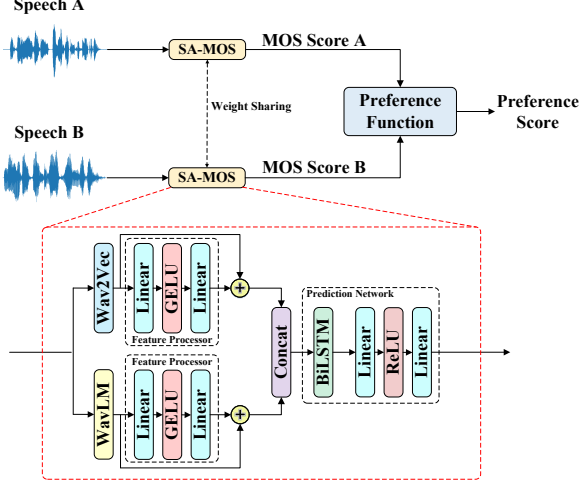 Speech A
SA-MOS
MOS Score A
Weight Sharing
Preference
Function
Preference
Score
Speech B
SA-MOS
MOS Score B
Wav2Vec
Linear
GELU
Linear
Feature Processor
+
Feature Processor
WavLM
Linear
GELU
Linear
+
Concat
Prediction Network
BiLSTM
Linear
ReLU
Linear